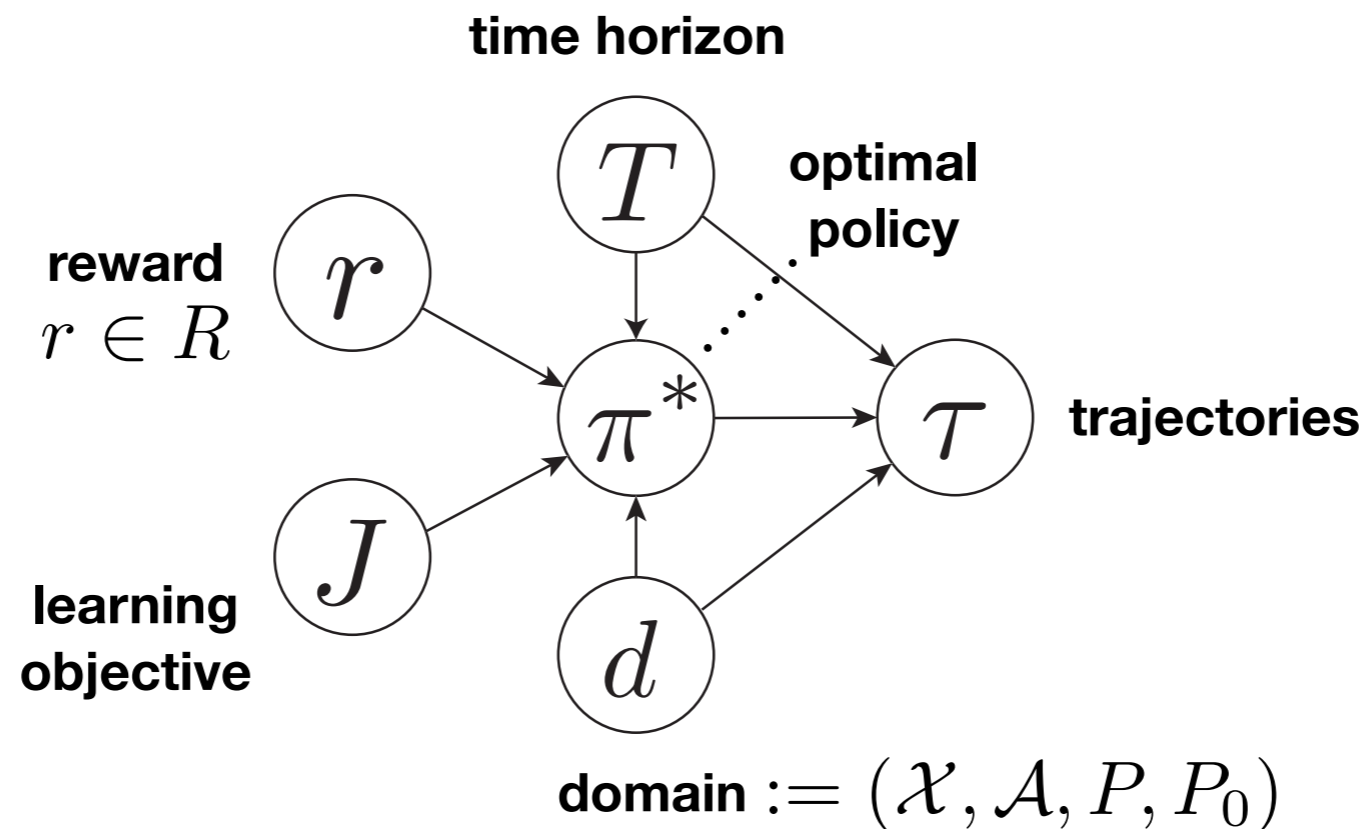 time horizon
T
optimal
policy
reward
r ∈ R
r
π*
τ
trajectories
J
learning
objective
d
domain := (𝒳, 𝒜, P, P₀)